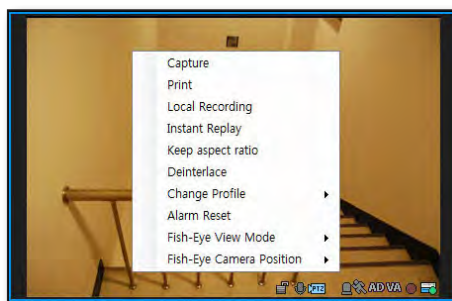 Capture
Print
Local Recording
Instant Replay
Keep aspect ratio
Deinterlace
Change Profile
Alarm Reset
Fish-Eye View Mode
Fish-Eye Camera Position
PTZ AD VA